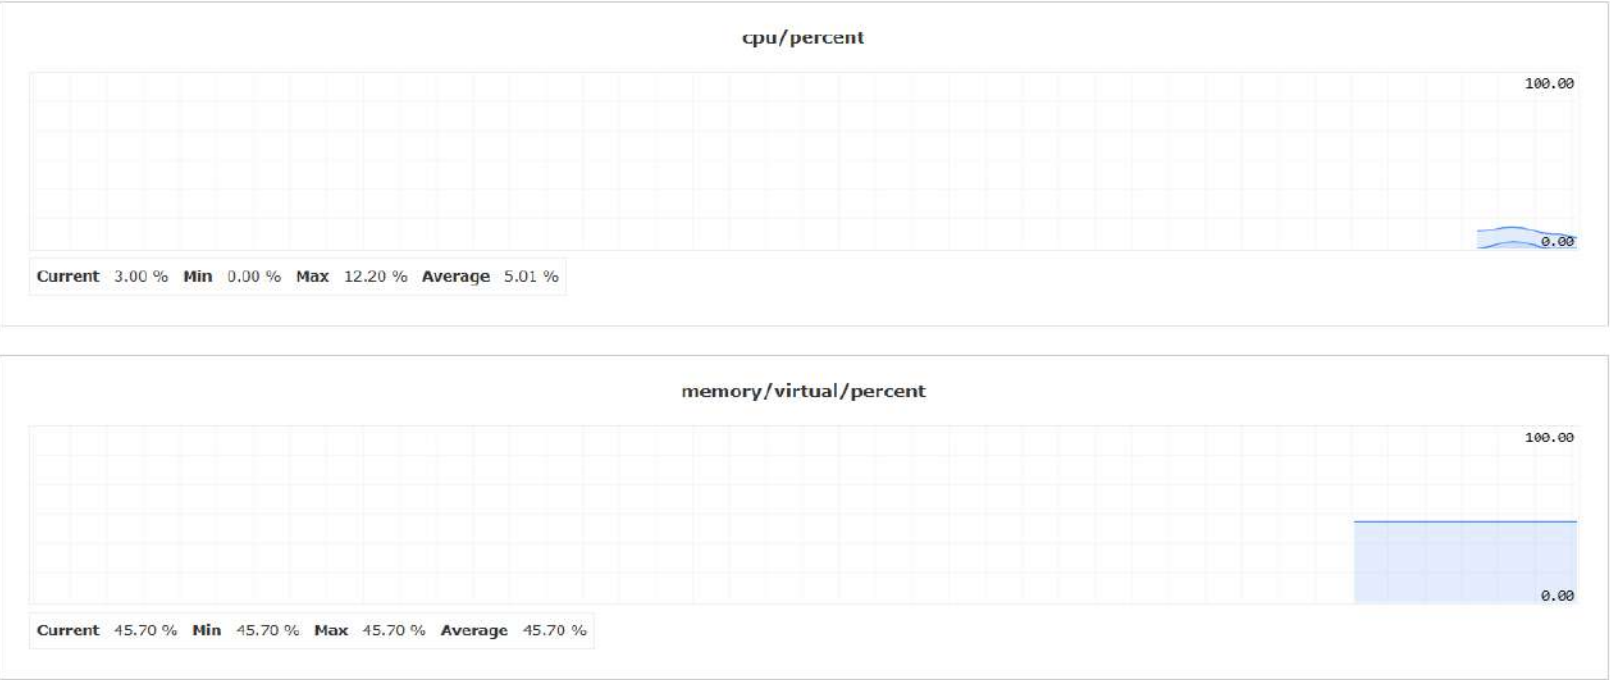 cpu/percent
100.00
0.00
Current 3.00 % Min 0.00 % Max 12.20 % Average 5.01 %
memory/virtual/percent
100.00
0.00
Current 45.70 % Min 45.70 % Max 45.70 % Average 45.70 %